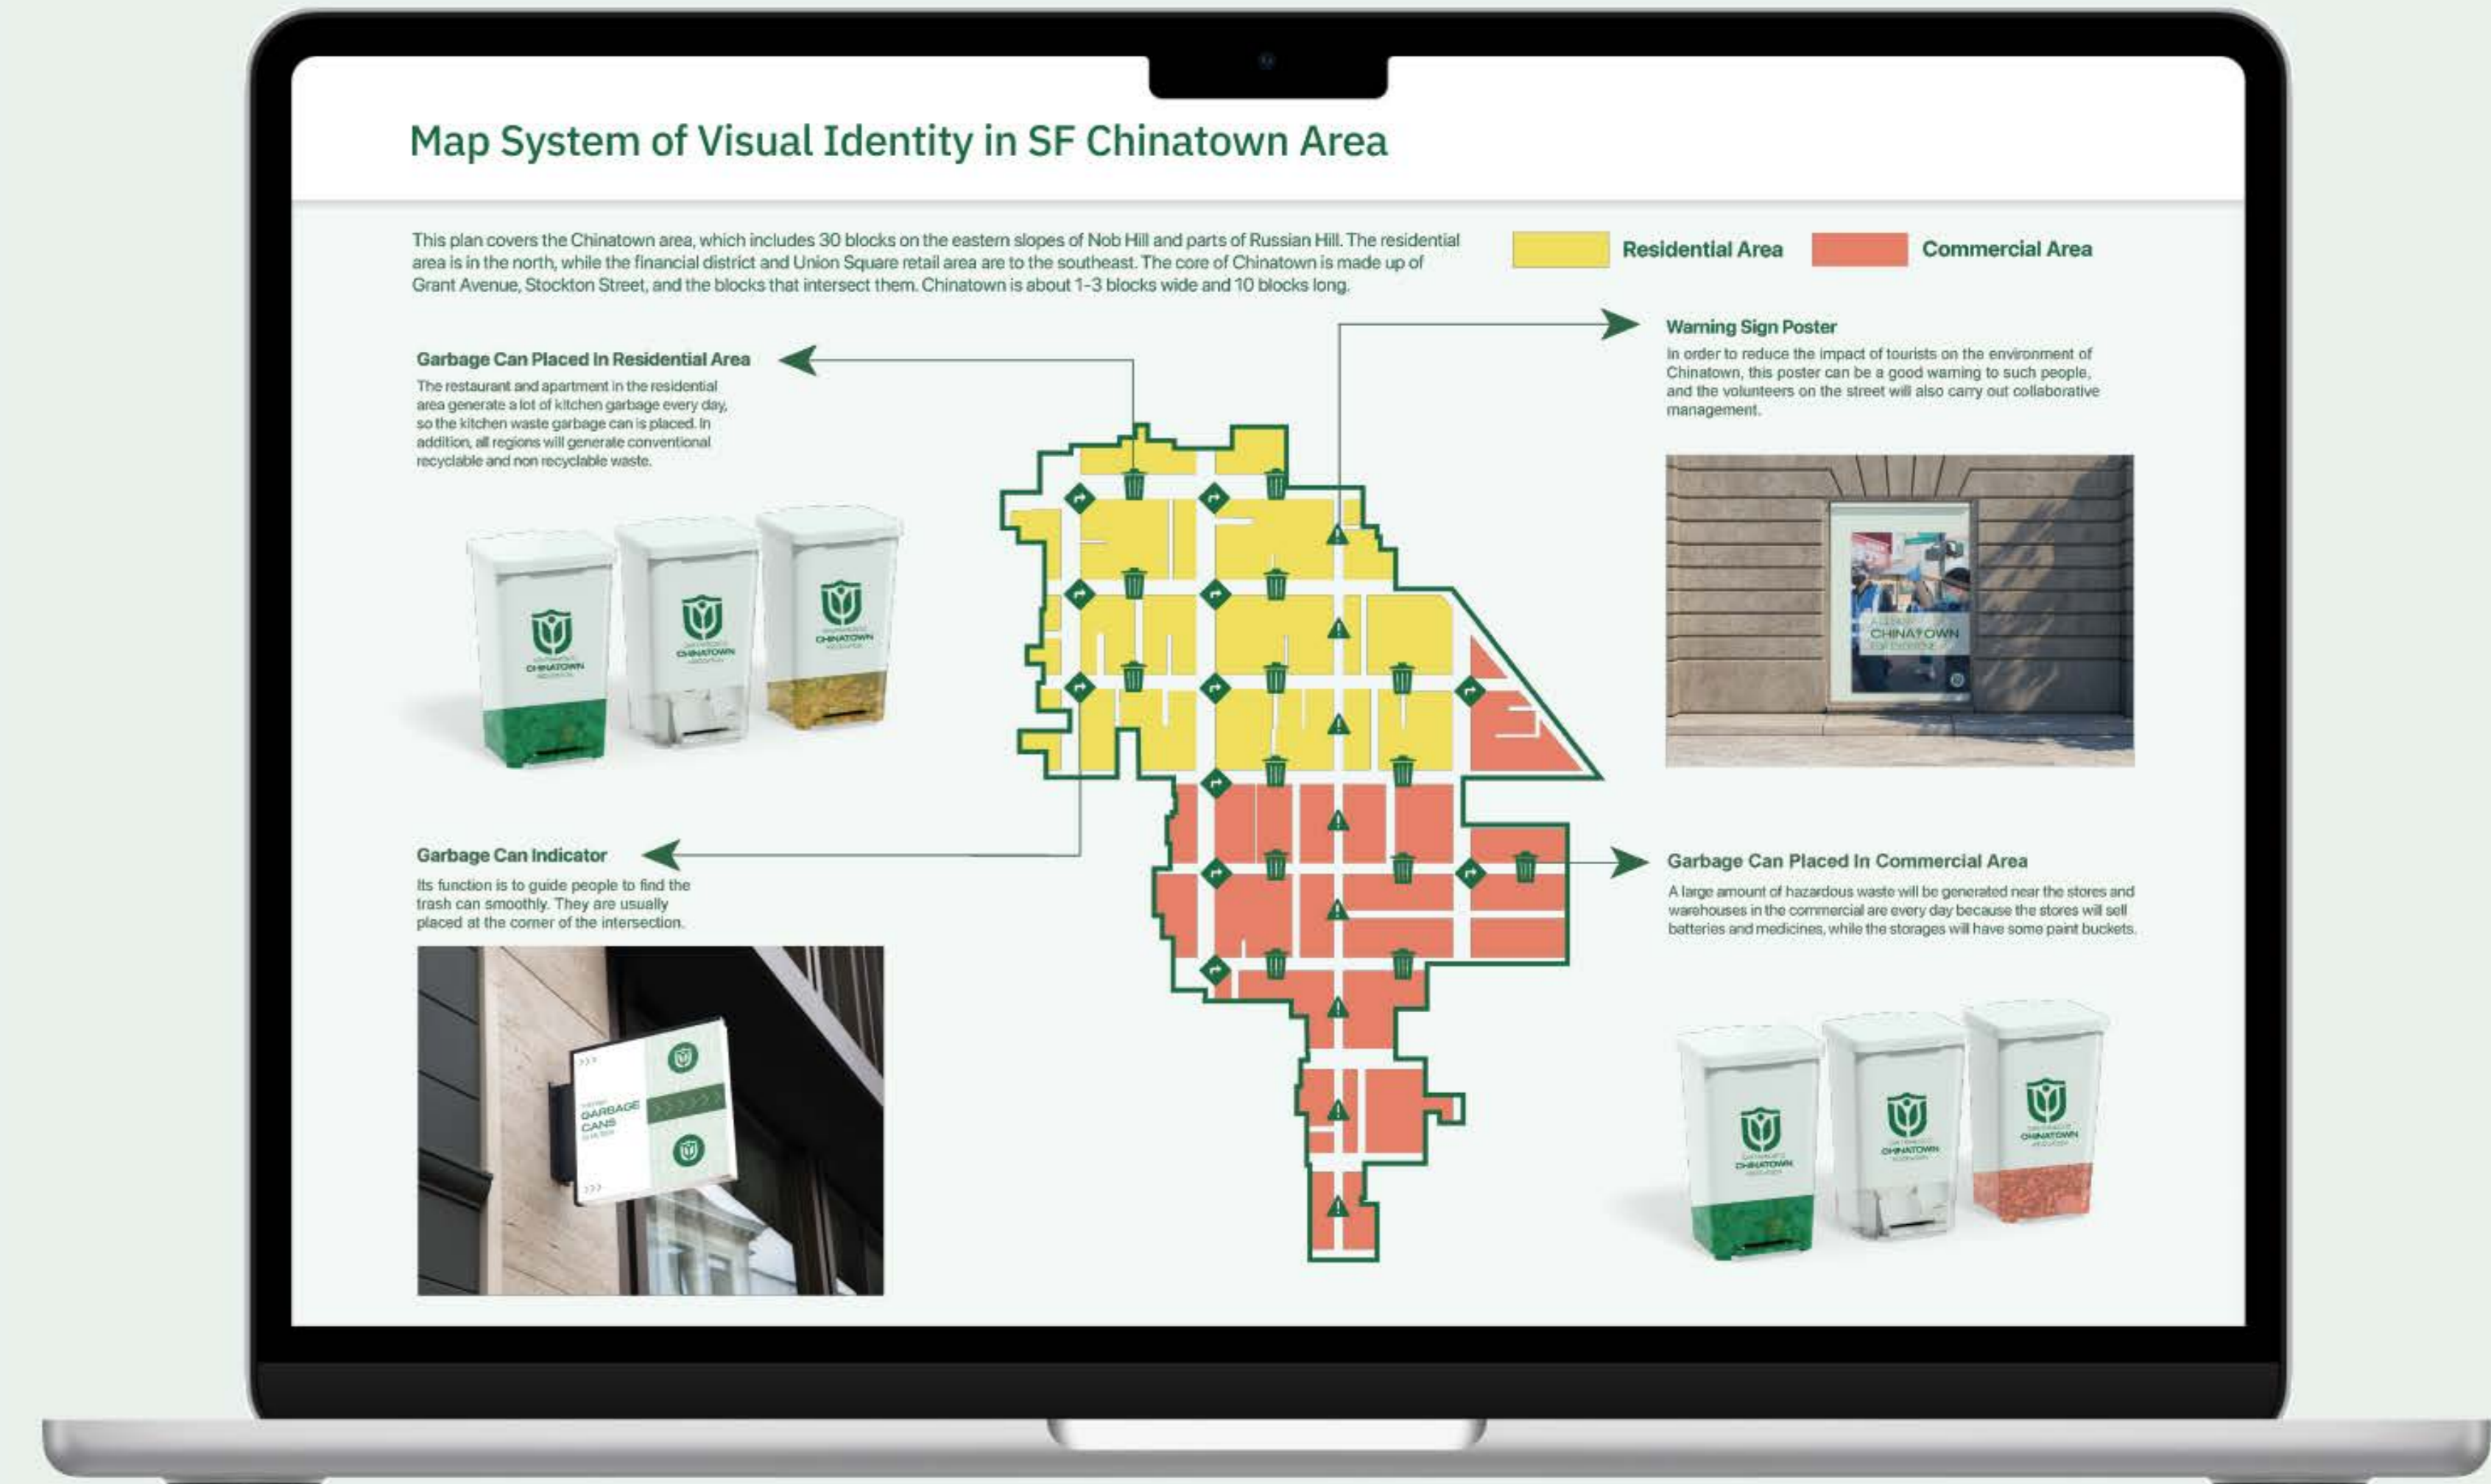 Map System of Visual Identity in SF Chinatown Area
This plan covers the Chinatown area, which includes 30 blocks on the eastern slopes of Nob Hill and parts of Russian Hill. The residential
area is in the north, while the financial district and Union Square retail area are to the southeast. The core of Chinatown is made up of
Grant Avenue, Stockton Street, and the blocks that intersect them. Chinatown is about 1-3 blocks wide and 10 blocks long.
Residential Area
Commercial Area
Garbage Can Placed In Residential Area
The restaurant and apartment in the residential
area generate a lot of kitchen garbage every day,
so the kitchen waste garbage can is placed. In
addition, all regions will generate conventional
recyclable and non recyclable waste.
CHINATOWN
CHINATOWN
CHINATOWN
Warning Sign Poster
In order to reduce the impact of tourists on the environment of
Chinatown, this poster can be a good warning to such people,
and the volunteers on the street will also carry out collaborative
management.
CHINATOWN
Garbage Can Indicator
Its function is to guide people to find the
trash can smoothly. They are usually
placed at the corner of the intersection.
GARBAGE
CANS
Garbage Can Placed In Commercial Area
A large amount of hazardous waste will be generated near the stores and
warehouses in the commercial are every day because the stores will sell
batteries and medicines, while the storages will have some paint buckets.
CHINATOWN
CHINATOWN
CHINATOWN